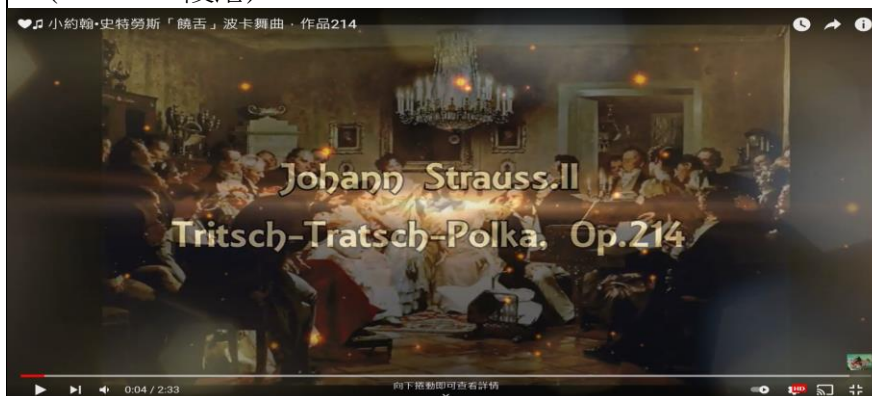 ❤♫ 小約翰•史特勞斯「饒舌」波卡舞曲．作品214
Johann Strauss.II
Tritsch-Tratsch-Polka, Op.214
0:04 / 2:33
向下捲動即可查看詳情
HD